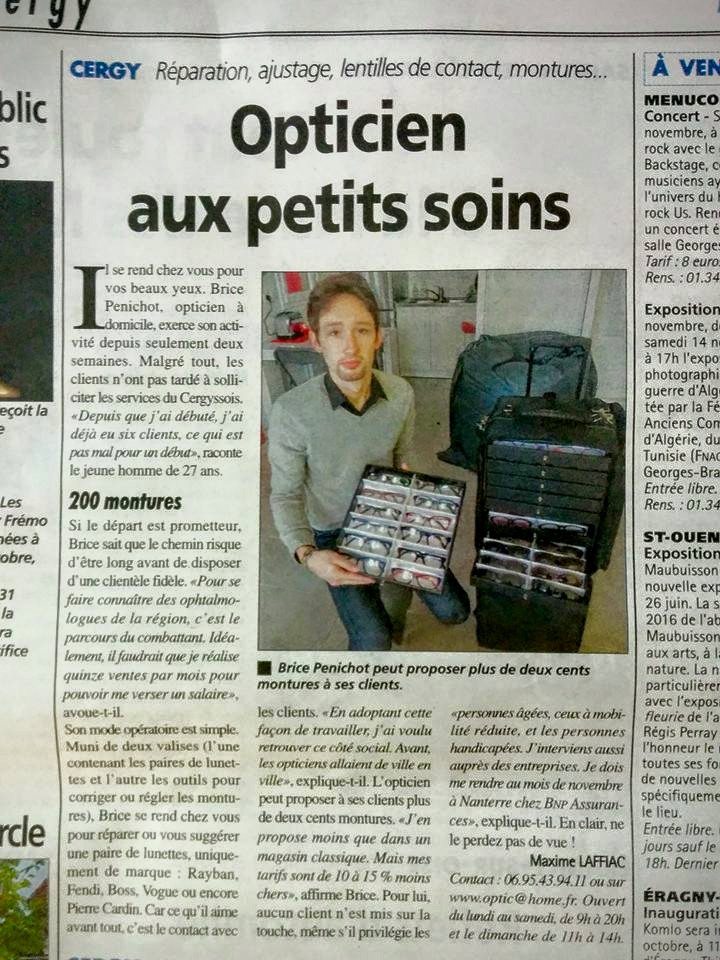 ergy
blic
s
eçoit la
e
Les
Frémo
nées à
obre,
31
la
ra
ifice
rcle
CERGY Réparation, ajustage, lentilles de contact, montures...
Opticien
aux petits soins
Il se rend chez vous pour
vos beaux yeux. Brice
Penichot, opticien à
domicile, exerce son acti-
vité depuis seulement deux
semaines. Malgré tout, les
clients n'ont pas tardé à solli-
citer les services du Cergyssois.
«Depuis que j'ai débuté, j'ai
déjà eu six clients, ce qui est
pas mal pour un début», raconte
le jeune homme de 27 ans.
200 montures
Si le départ est prometteur,
Brice sait que le chemin risque
d'être long avant de disposer
d'une clientèle fidèle. «Pour se
faire connaître des ophtalmo-
logues de la région, c'est le
parcours du combattant. Idéa-
lement, il faudrait que je réalise
quinze ventes par mois pour
pouvoir me verser un salaire»,
avoue-t-il.
Son mode opératoire est simple.
Muni de deux valises (l'une
contenant les paires de lunet-
tes et l'autre les outils pour
corriger ou régler les montu-
res), Brice se rend chez vous
pour réparer ou vous suggérer
une paire de lunettes, unique-
ment de marque : Rayban,
Fendi, Boss, Vogue ou encore
Pierre Cardin. Car ce qu'il aime
avant tout, c'est le contact avec
■ Brice Penichot peut proposer plus de deux cents
montures à ses clients.
les clients. «En adoptant cette
façon de travailler, j'ai voulu
retrouver ce côté social. Avant,
les opticiens allaient de ville en
ville», explique-t-il. L'opticien
peut proposer à ses clients plus
de deux cents montures. «J'en
propose moins que dans un
magasin classique. Mais mes
tarifs sont de 10 à 15 % moins
chers», affirme Brice. Pour lui,
aucun client n'est mis sur la
touche, même s'il privilégie les
«personnes âgées, ceux à mobi-
lité réduite, et les personnes
handicapées. J'interviens aussi
auprès des entreprises. Je dois
me rendre au mois de novembre
à Nanterre chez BNP Assuran-
ces», explique-t-il. En clair, ne
le perdez pas de vue !
Maxime LAFFIAC
Contact : 06.95.43.94.11 ou sur
www.optic@home.fr. Ouvert
du lundi au samedi, de 9h à 20h
et le dimanche de 11h à 14h.
À VEN
MENUCO
Concert - S
novembre, à
rock avec le
Backstage, c
musiciens ay
l'univers du
rock Us. Ren
un concert é
salle Georges
Tarif : 8 euro
Rens. : 01.34
Exposition
novembre, d
samedi 14 n
à 17h l'expo
photographi
guerre d'Alg
tée par la Fé
Anciens Com
d'Algérie, du
Tunisie (FNAC
Georges-Bra
Entrée libre.
Rens. : 01.34
ST-OUEN
Exposition
Maubuisson
nouvelle exp
26 juin. La s
2016 de l'ab
Maubuisson
aux arts, à la
nature. La n
particulière
avec l'expos
fleurie de l'a
Régis Perray
l'honneur le
toutes ses fo
de nouvelles
spécifiqueme
le lieu.
Entrée libre.
jours sauf le
18h. Dernier
ÉRAGNY-
Inaugurati
Komlo sera i
octobre, à 11